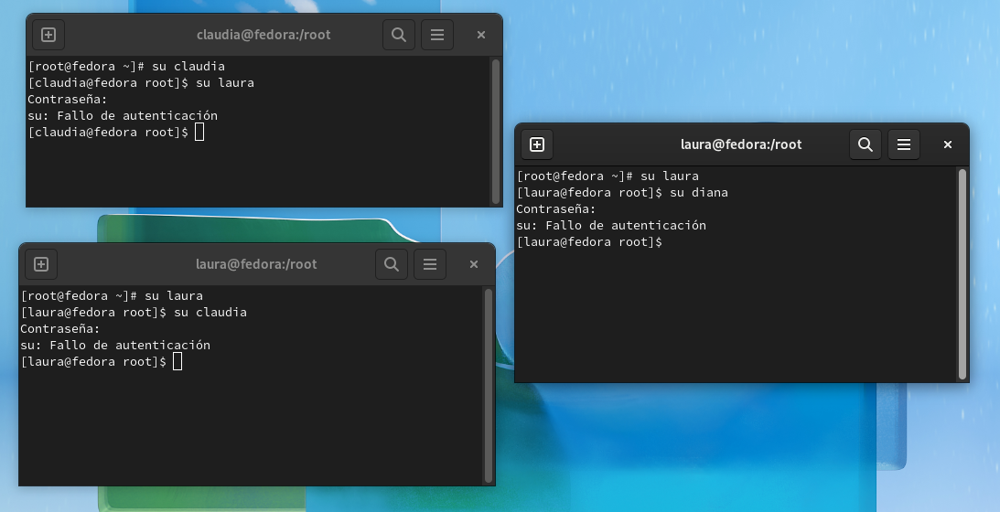 claudia@fedora:/root
[root@fedora ~]# su claudia
[claudia@fedora root]$ su laura
Contraseña:
su: Fallo de autenticación
[claudia@fedora root]$
laura@fedora:/root
[root@fedora ~]# su laura
[laura@fedora root]$ su diana
Contraseña:
su: Fallo de autenticación
[laura@fedora root]$
laura@fedora:/root
[root@fedora ~]# su laura
[laura@fedora root]$ su claudia
Contraseña:
su: Fallo de autenticación
[laura@fedora root]$